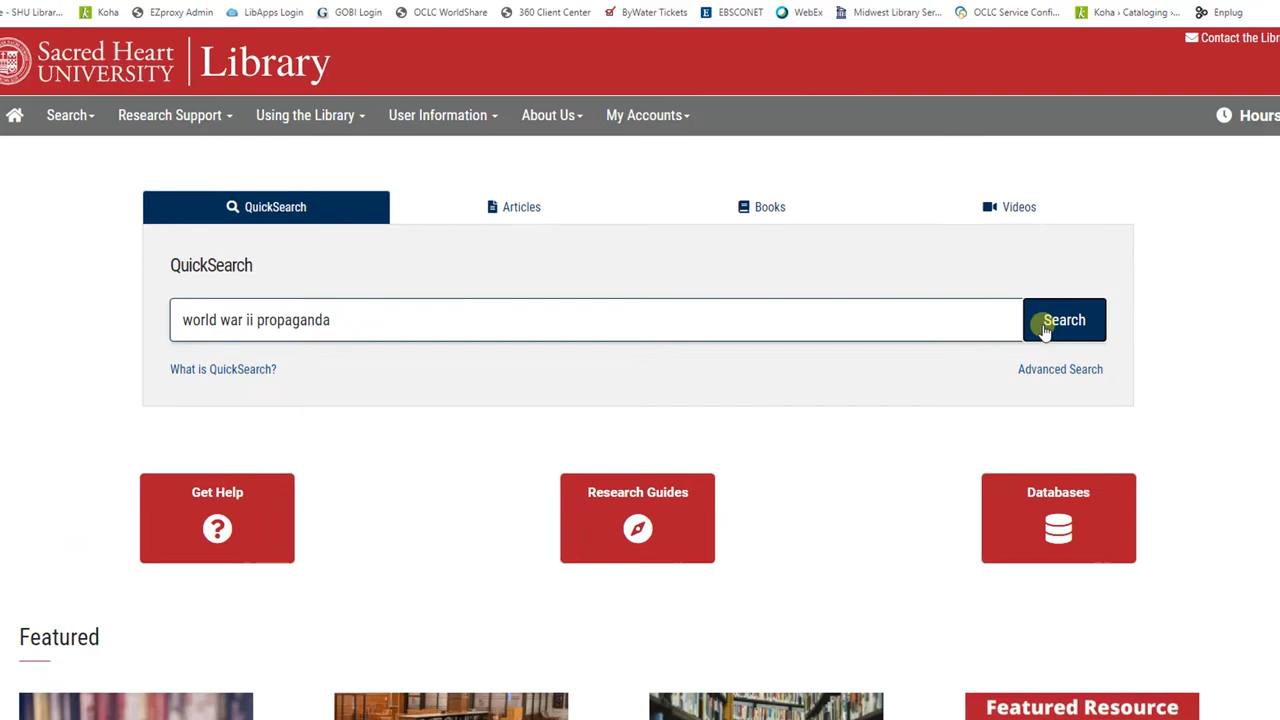 e - SHU Librar... Koha EZproxy Admin LibApps Login GOBI Login OCLC WorldShare 360 Client Center ByWater Tickets EBSCONET WebEx Midwest Library Ser... OCLC Service Confi... Koha › Cataloging ›... Enplug
Contact the Libr
Sacred Heart
UNIVERSITY
Library
Search Research Support Using the Library User Information About Us My Accounts Hours
QuickSearch Articles Books Videos
QuickSearch
world war ii propaganda Search
What is QuickSearch? Advanced Search
Get Help Research Guides Databases
Featured
Featured Resource